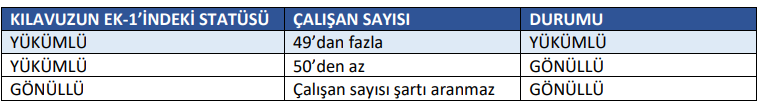 KILAVUZUN EK-1’İNDEKİ STATÜSÜ ÇALIŞAN SAYISI DURUMU
YÜKÜMLÜ 49’dan fazla YÜKÜMLÜ
YÜKÜMLÜ 50’den az GÖNÜLLÜ
GÖNÜLLÜ Çalışan sayısı şartı aranmaz GÖNÜLLÜ